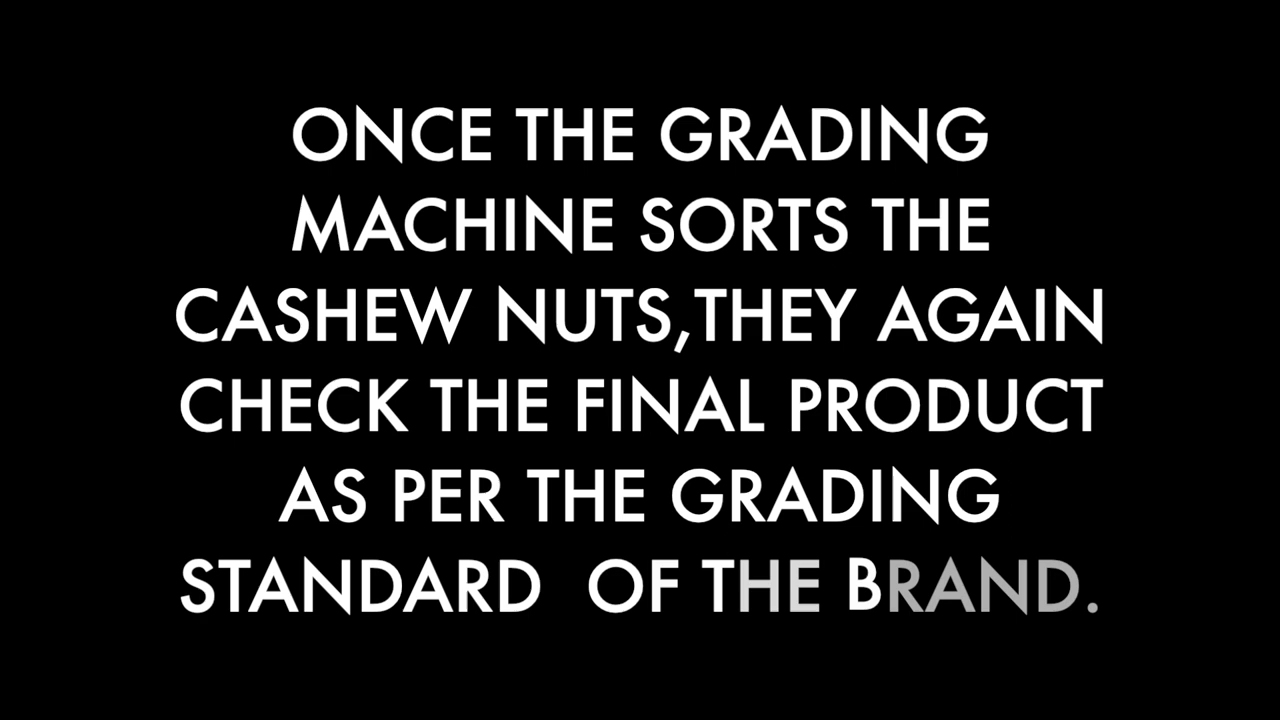 ONCE THE GRADING
MACHINE SORTS THE
CASHEW NUTS,THEY AGAIN
CHECK THE FINAL PRODUCT
AS PER THE GRADING
STANDARD  OF THE BRAND.